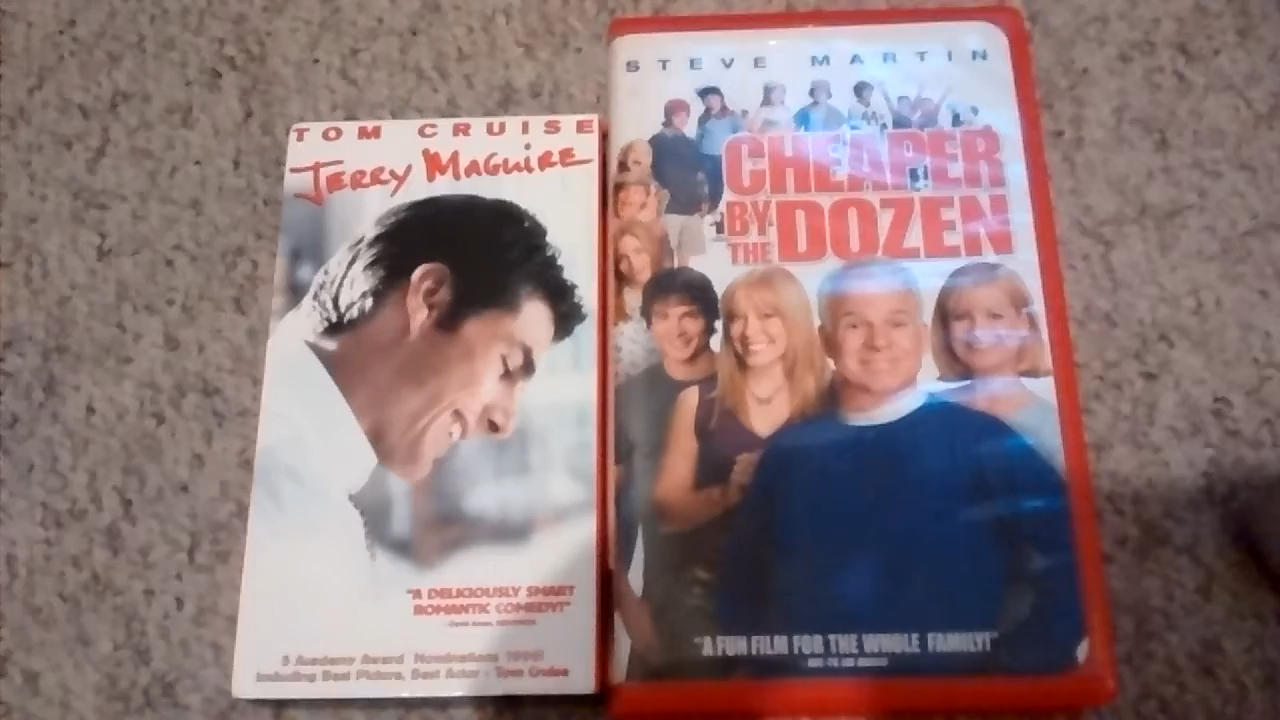 TOM CRUISE
JERRY MAGUIRE
"A DELICIOUSLY SMART
ROMANTIC COMEDY!"
5 Academy Award Nominations 1996!
Including Best Picture, Best Actor - Tom Cruise
STEVE MARTIN
CHEAPER
BY THE DOZEN
"A FUN FILM FOR THE WHOLE FAMILY!"